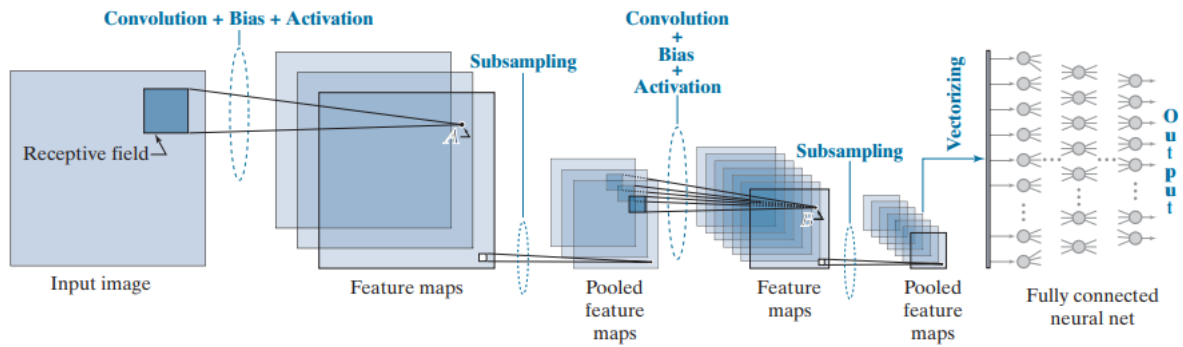 Convolution + Bias + Activation
Receptive field
Input image
A
Feature maps
Subsampling
Pooled
feature
maps
Convolution
+
Bias
+
Activation
B
Feature
maps
Subsampling
Pooled
feature
maps
Vectorizing
Fully connected
neural net
Output